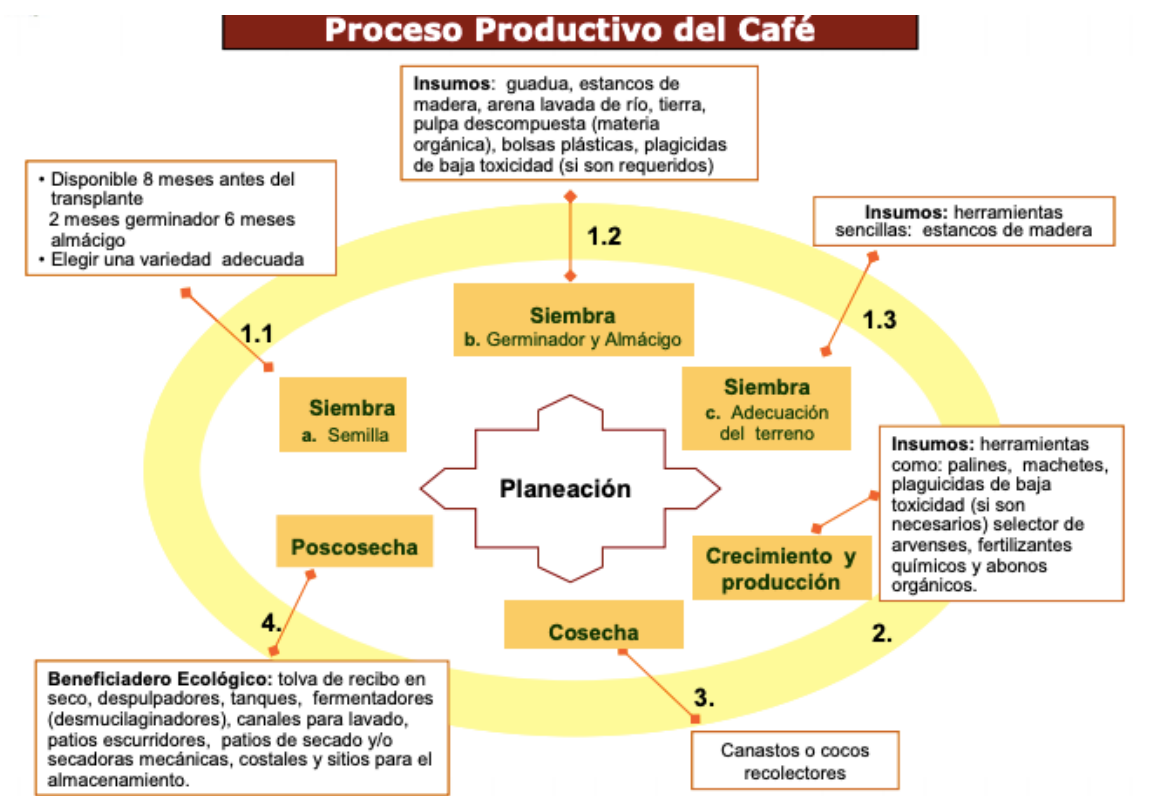 Proceso Productivo del Café
Insumos: guadua, estancos de
madera, arena lavada de río, tierra,
pulpa descompuesta (materia
orgánica), bolsas plásticas, plagicidas
de baja toxicidad (si son requeridos)
• Disponible 8 meses antes del
transplante
2 meses germinador 6 meses
almácigo
• Elegir una variedad adecuada
Insumos: herramientas
sencillas: estancos de madera
1.1
1.2
1.3
Siembra
a. Semilla
Siembra
b. Germinador y Almácigo
Siembra
c. Adecuación
del terreno
Planeación
Insumos: herramientas
como: palines, machetes,
plaguicidas de baja
toxicidad (si son
necesarios) selector de
arvenses, fertilizantes
químicos y abonos
orgánicos.
Crecimiento y
producción
2.
Cosecha
3.
Canastos o cocos
recolectores
Poscosecha
4.
Beneficiadero Ecológico: tolva de recibo en
seco, despulpadores, tanques, fermentadores
(desmucilaginadores), canales para lavado,
patios escurridores, patios de secado y/o
secadoras mecánicas, costales y sitios para el
almacenamiento.